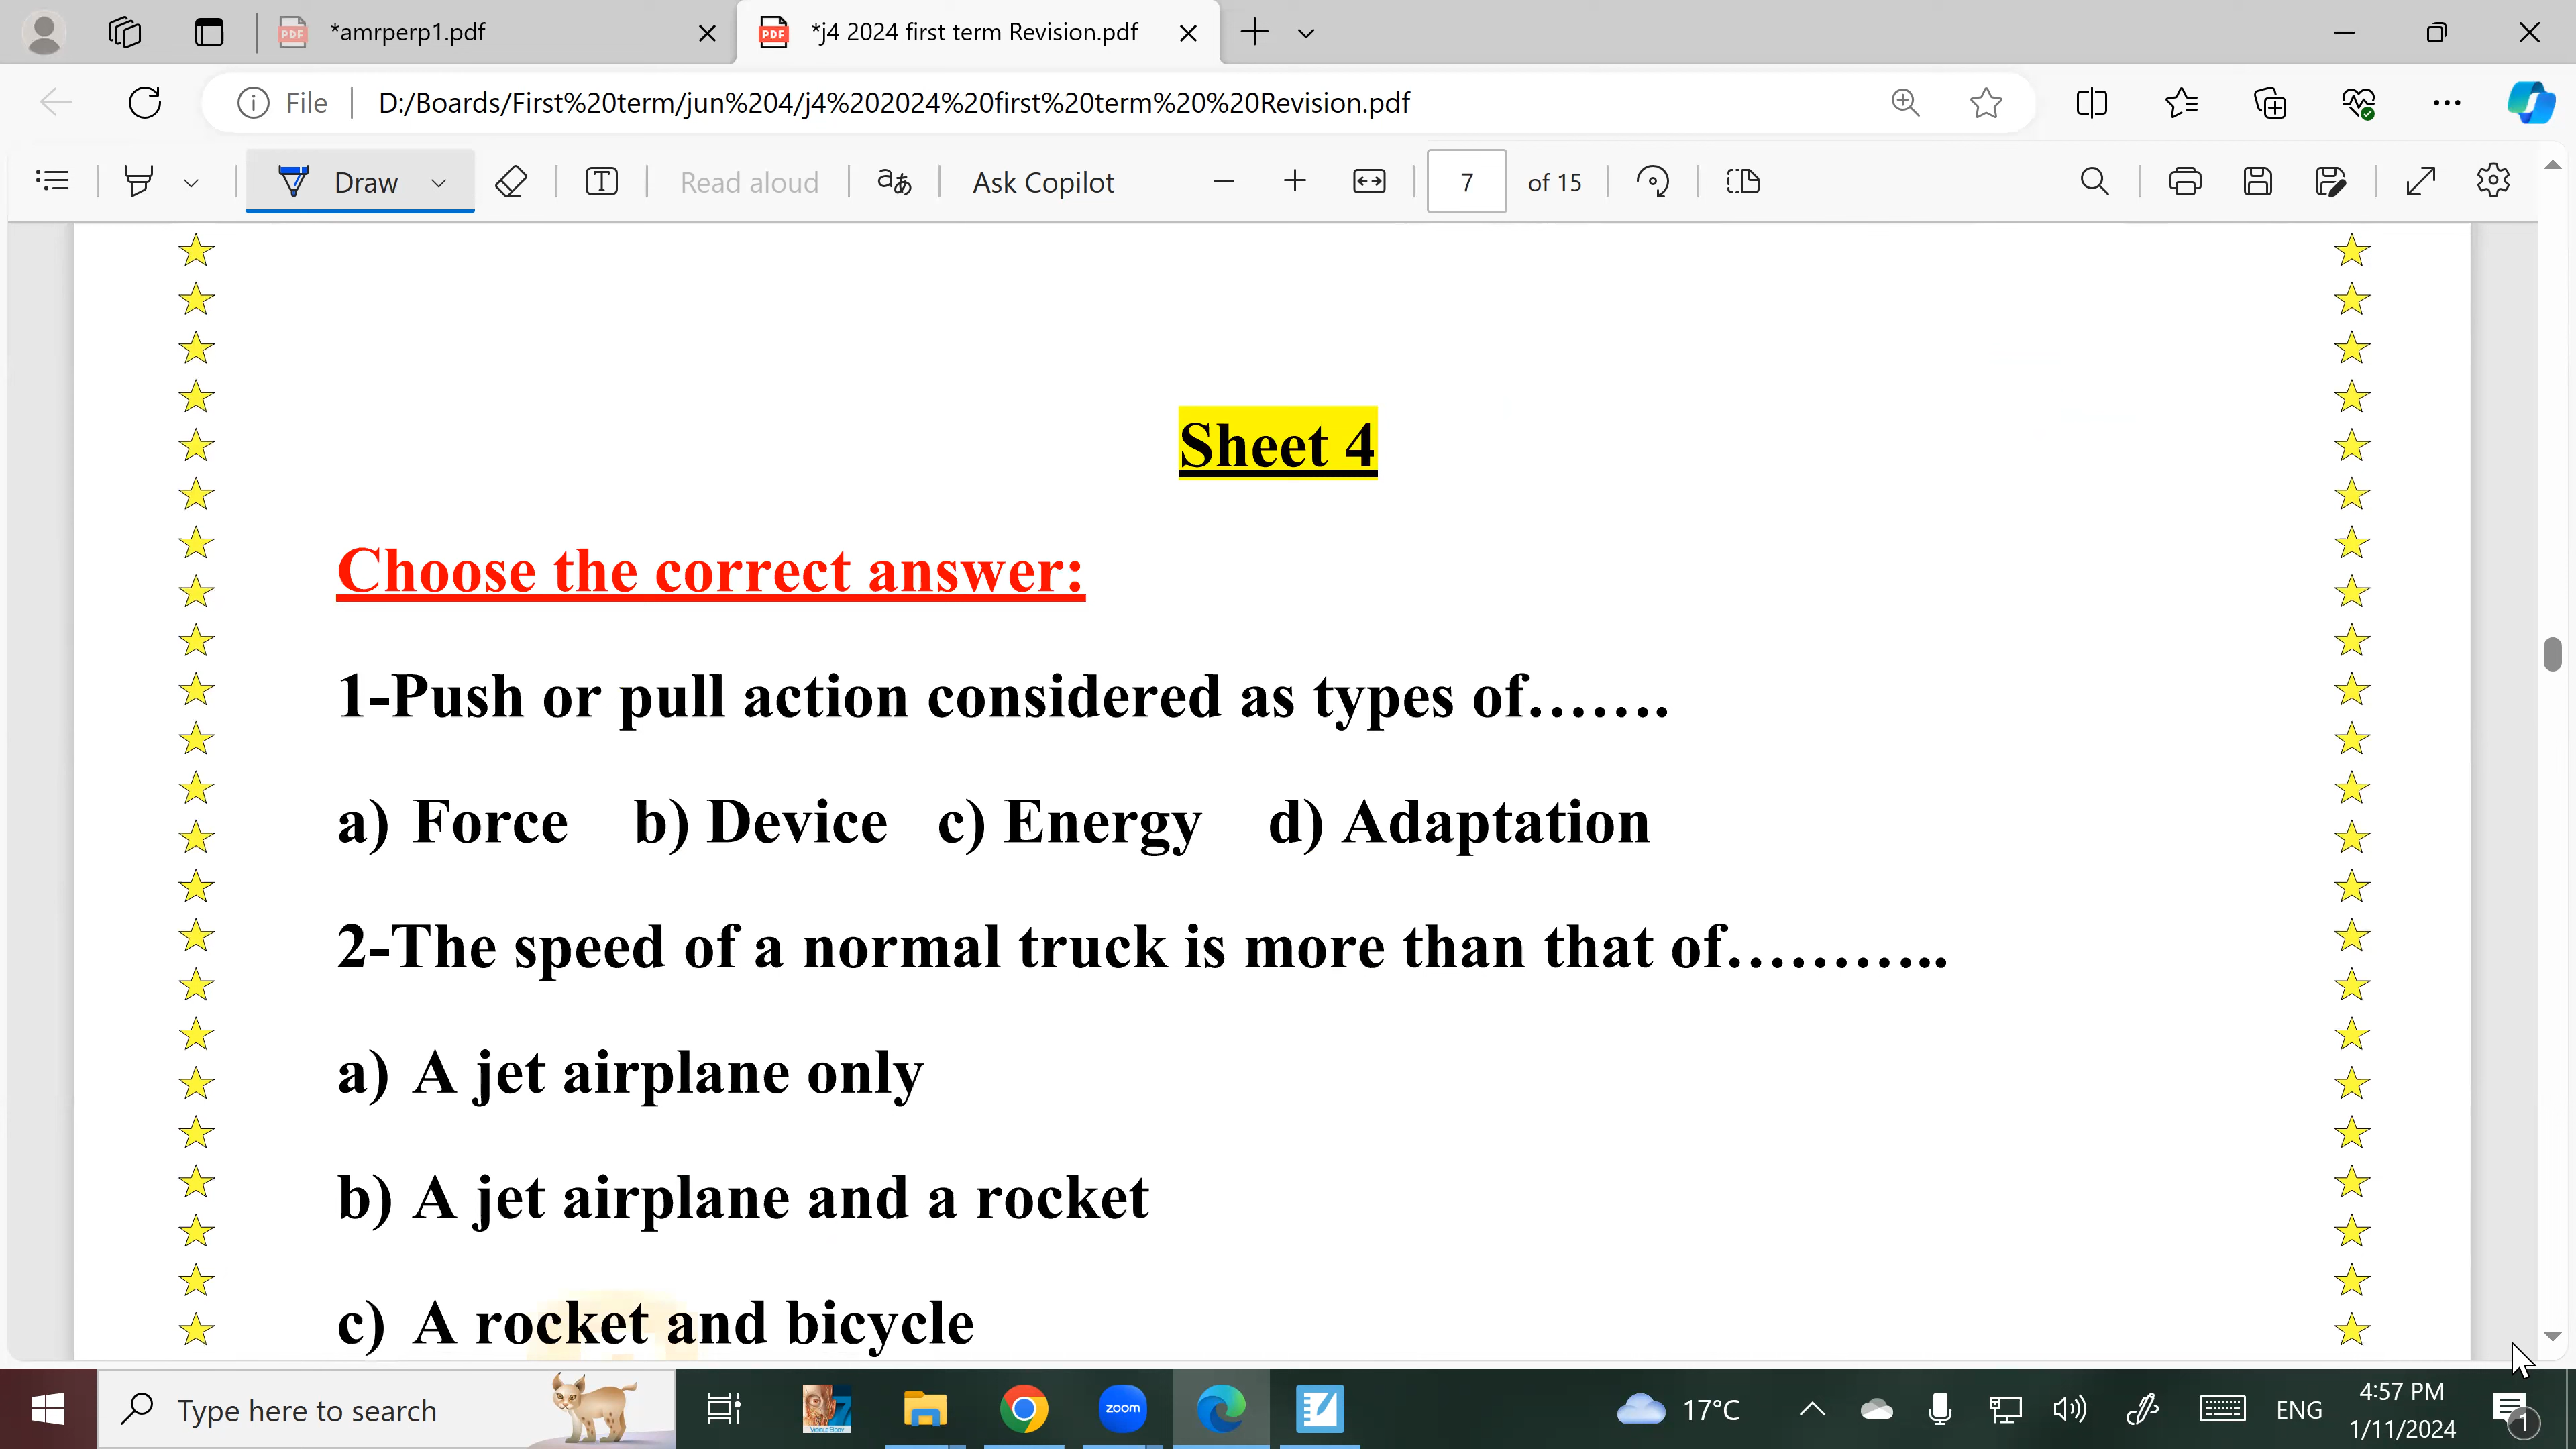 *amrperp1.pdf
*j4 2024 first term Revision.pdf
File
D:/Boards/First%20term/jun%204/j4%202024%20first%20term%20%20Revision.pdf
Draw
Read aloud
Ask Copilot
7
of 15
Sheet 4
Choose the correct answer:
1-Push or pull action considered as types of…….
a) Force b) Device c) Energy d) Adaptation
2-The speed of a normal truck is more than that of………..
a) A jet airplane only
b) A jet airplane and a rocket
c) A rocket and bicycle
Type here to search
zoom
17°C
ENG
4:57 PM
1/11/2024
1